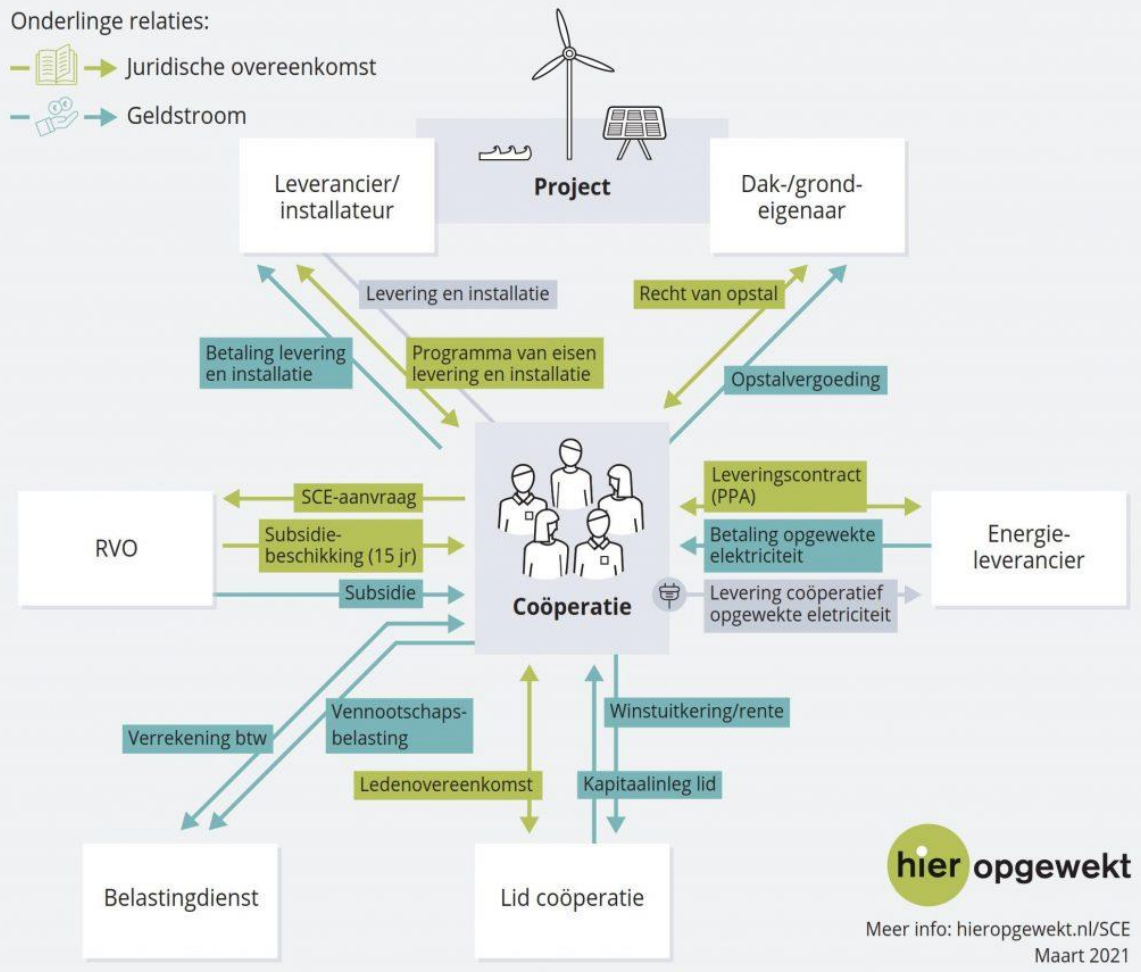 Onderlinge relaties:
Juridische overeenkomst
Geldstroom
Leverancier/
installateur
Project
Dak-/grond-
eigenaar
Levering en installatie
Recht van opstal
Betaling levering
en installatie
Programma van eisen
levering en installatie
Opstalvergoeding
RVO
SCE-aanvraag
Subsidie-
beschikking (15 jr)
Subsidie
Coöperatie
Leveringscontract
(PPA)
Betaling opgewekte
elektriciteit
Levering coöperatief
opgewekte eletriciteit
Energie-
leverancier
Verrekening btw
Vennootschaps-
belasting
Winstuitkering/rente
Ledenovereenkomst
Kapitaalinleg lid
Belastingdienst
Lid coöperatie
hier opgewekt
Meer info: hieropgewekt.nl/SCE
Maart 2021